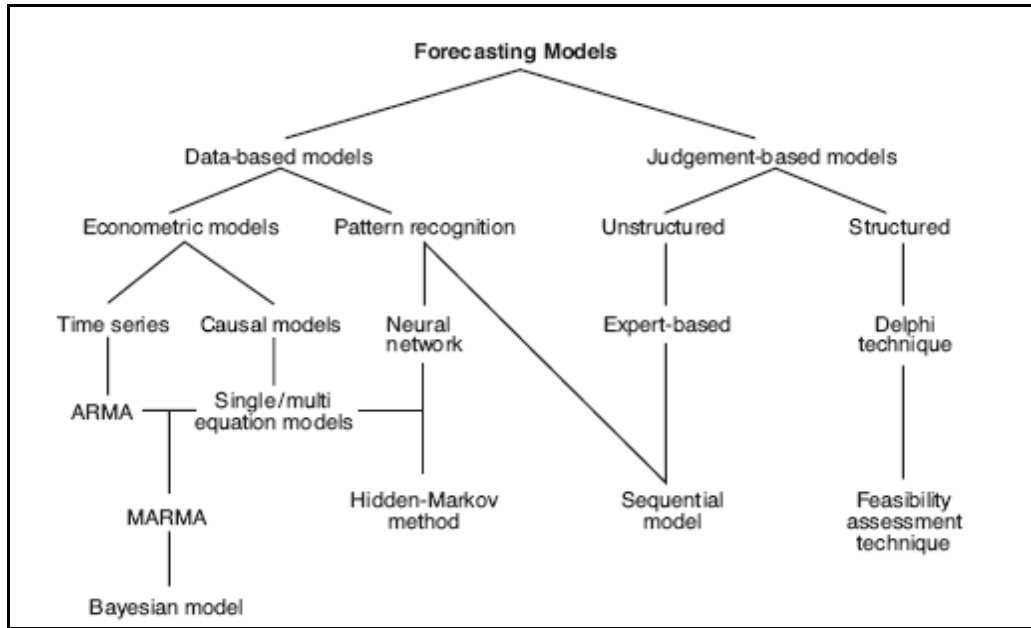 Forecasting Models
Data-based models
Judgement-based models
Econometric models
Pattern recognition
Unstructured
Structured
Time series
Causal models
Neural
network
Expert-based
Delphi
technique
ARMA
Single/multi
equation models
MARMA
Hidden-Markov
method
Sequential
model
Feasibility
assessment
technique
Bayesian model